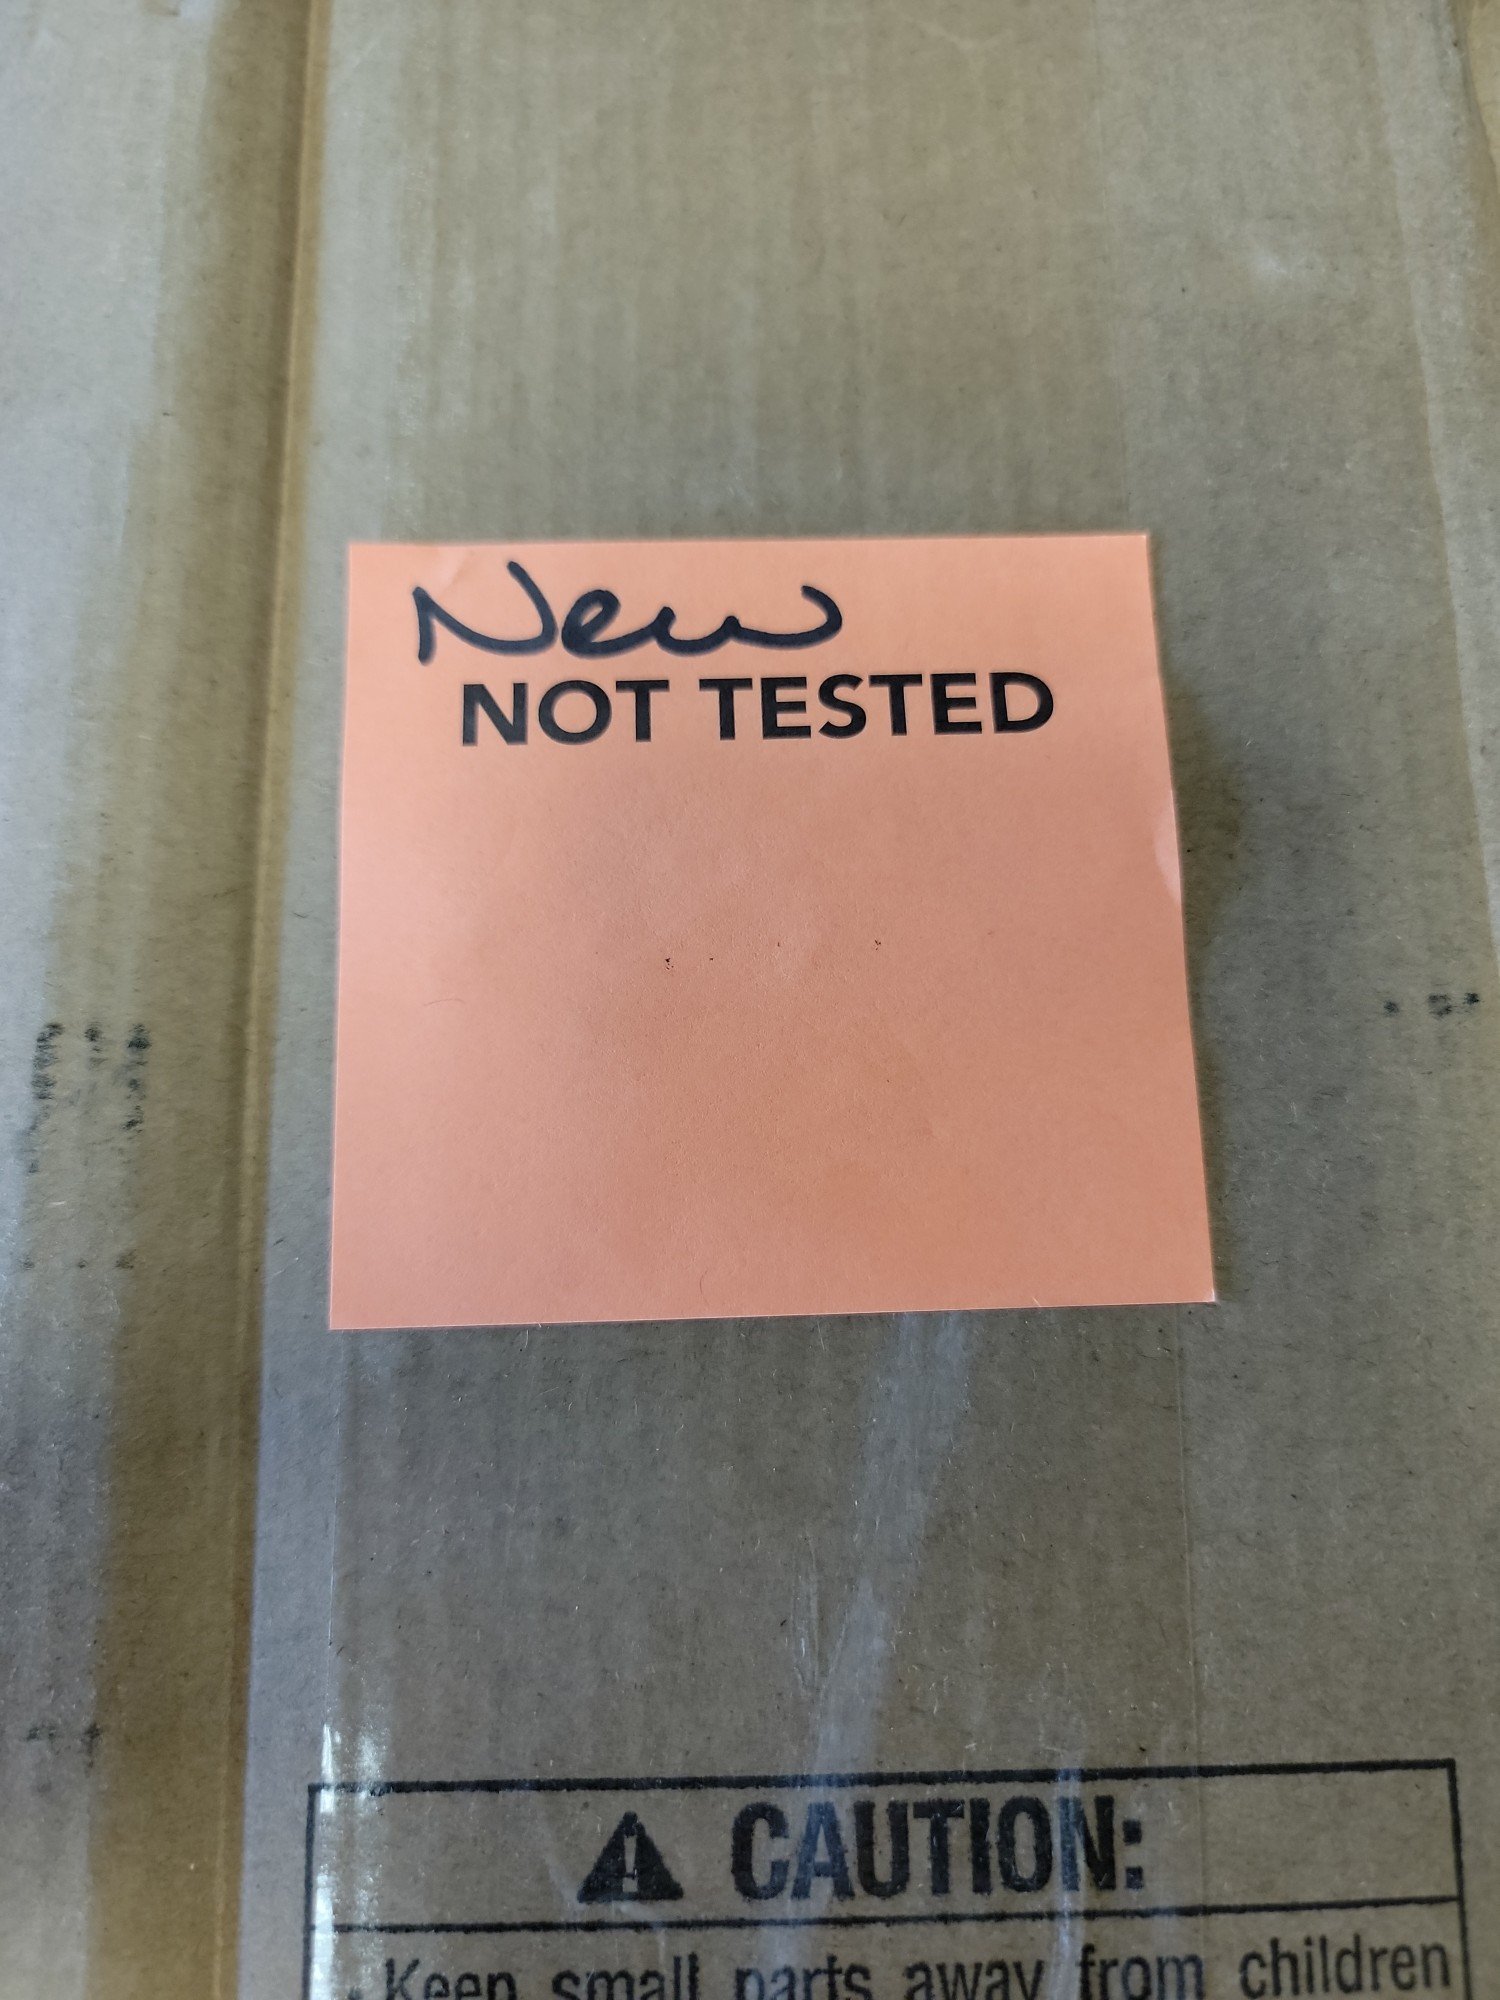 New
NOT TESTED
CAUTION:
Keep small parts away from children